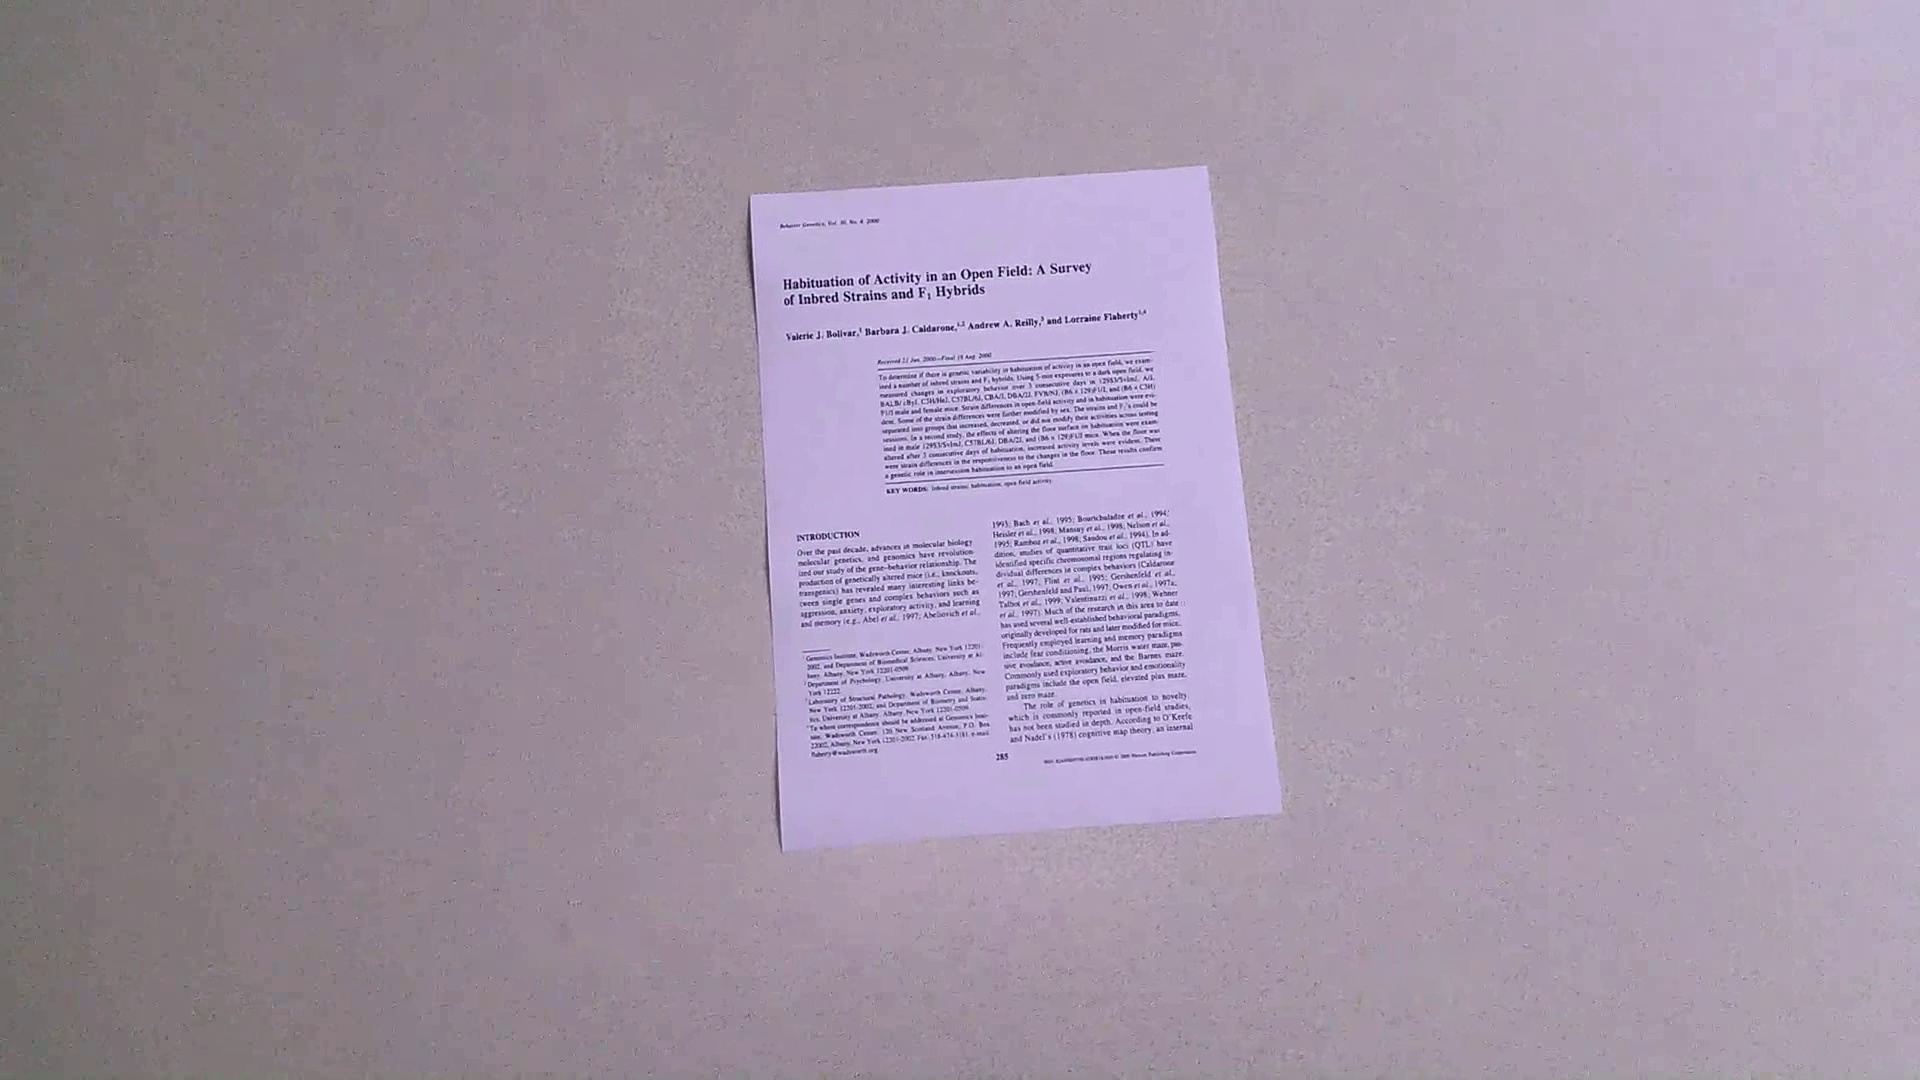 Behavior Genetics, Vol. 30, No. 4, 2000
Habituation of Activity in an Open Field: A Survey
of Inbred Strains and F1 Hybrids
Valerie J. Bolivar,1 Barbara J. Caldarone,1,2 Andrew A. Reilly,3 and Lorraine Flaherty1,4
Received 21 Jan. 2000—Final 19 Aug. 2000
To determine if there is genetic variability in habituation of activity in an open field, we exam-
ined a number of inbred strains and F1 hybrids. Using 5-min exposures to a dark open field, we
measured changes in exploratory behavior over 3 consecutive days in 129S3/SvImJ, A/J,
BALB/cByJ, C3H/HeJ, C57BL/6J, CBA/J, DBA/2J, FVB/NJ, (B6 x 129)F1/J, and (B6 x C3H)
F1/J male and female mice. Strain differences in open-field activity and in habituation were evi-
dent. Some of the strain differences were further modified by sex. The strains and F1's could be
separated into groups that increased, decreased, or did not modify their activities across testing
sessions. In a second study, the effects of altering the floor surface on habituation were exam-
ined in male 129S3/SvImJ, C57BL/6J, DBA/2J, and (B6 x 129)F1/J mice. When the floor was
altered after 3 consecutive days of habituation, increased activity levels were evident. There
were strain differences in the responsiveness to the changes in the floor. These results confirm
a genetic role in intersession habituation to an open field.
KEY WORDS: Inbred strains; habituation; open field activity.
INTRODUCTION
Over the past decade, advances in molecular biology
molecular genetics, and genomics have revolution-
ized our study of the gene-behavior relationship. The
production of genetically altered mice (i.e., knockouts,
transgenics) has revealed many interesting links be-
tween single genes and complex behaviors such as
aggression, anxiety, exploratory activity, and learning
and memory (e.g., Abel et al., 1997; Abeliovich et al.,
1 Genomics Institute, Wadsworth Center, Albany, New York 12201-
2002, and Department of Biomedical Sciences, University at Al-
bany, Albany, New York 12201-0509.
2 Department of Psychology, University at Albany, Albany, New
York 12222.
3 Laboratory of Structural Pathology, Wadsworth Center, Albany,
New York 12201-2002, and Department of Biometry and Statis-
tics, University at Albany, Albany, New York 12201-0509.
4 To whom correspondence should be addressed at Genomics Insti-
tute, Wadsworth Center, 120 New Scotland Avenue, P.O. Box
22002, Albany, New York 12201-2002. Fax: 518-474-3181. e-mail:
flaherty@wadsworth.org
1993; Bach et al., 1995; Bourtchuladze et al., 1994;
Heisler et al., 1998; Mansuy et al., 1998; Nelson et al.,
1995; Ramboz et al., 1998; Saudou et al., 1994). In ad-
dition, studies of quantitative trait loci (QTL) have
identified specific chromosomal regions regulating in-
dividual differences in complex behaviors (Caldarone
et al., 1997; Flint et al., 1995; Gershenfeld et al.,
1997; Gershenfeld and Paul, 1997; Owen et al., 1997a;
Talbot et al., 1999; Valentinuzzi et al., 1998; Wehner
et al., 1997). Much of the research in this area to date
has used several well-established behavioral paradigms,
originally developed for rats and later modified for mice.
Frequently employed learning and memory paradigms
include fear conditioning, the Morris water maze, pas-
sive avoidance, active avoidance, and the Barnes maze.
Commonly used exploratory behavior and emotionality
paradigms include the open field, elevated plus maze,
and zero maze.
The role of genetics in habituation to novelty,
which is commonly reported in open-field studies,
has not been studied in depth. According to O'Keefe
and Nadel's (1978) cognitive map theory, an internal
285
© 2000 Plenum Publishing Corporation